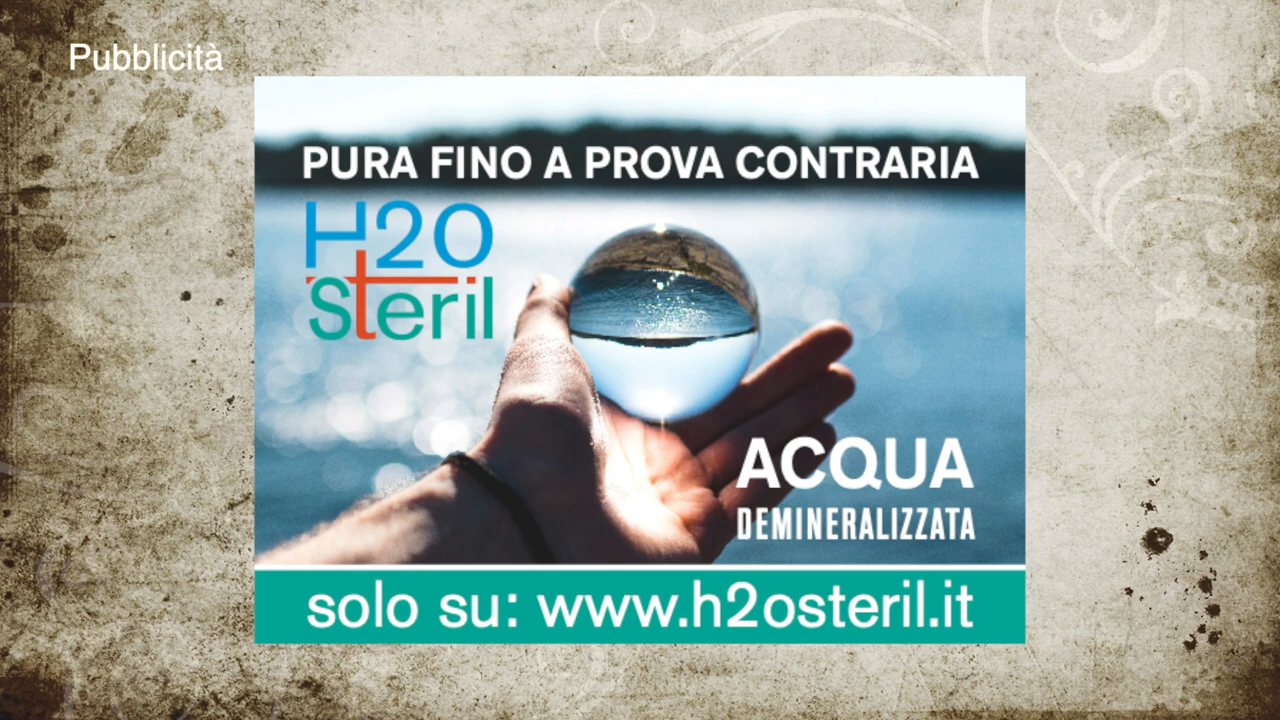 Pubblicità
PURA FINO A PROVA CONTRARIA
H2O
Steril
ACQUA
DEMINERALIZZATA
solo su: www.h2osteril.it